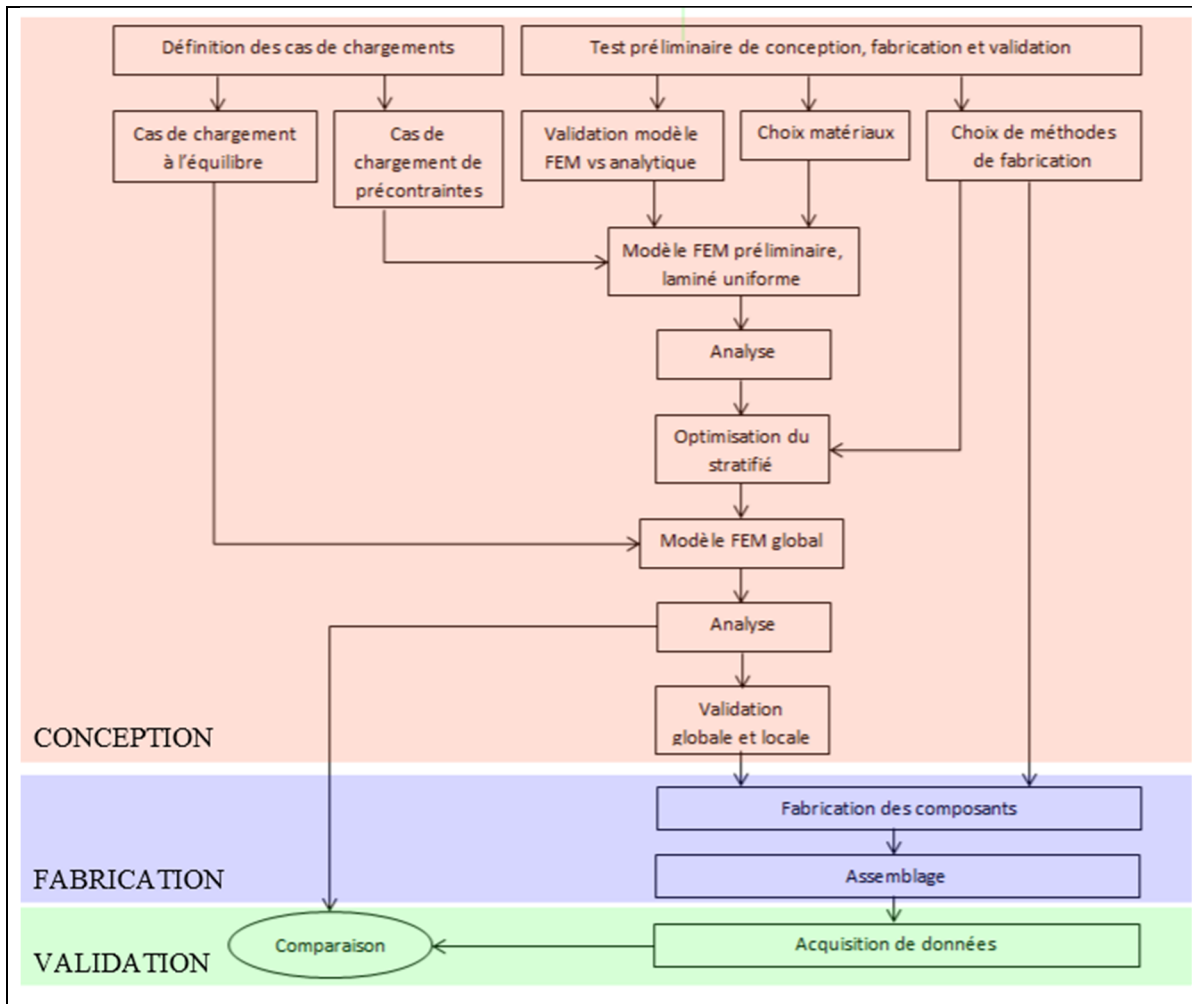 Définition des cas de chargements
Test préliminaire de conception, fabrication et validation
Cas de chargement
à l'équilibre
Cas de
chargement de
précontraintes
Validation modèle
FEM vs analytique
Choix matériaux
Choix de méthodes
de fabrication
Modèle FEM préliminaire,
laminé uniforme
Analyse
Optimisation du
stratifié
Modèle FEM global
Analyse
Validation
globale et locale
CONCEPTION
Fabrication des composants
Assemblage
FABRICATION
Acquisition de données
Comparaison
VALIDATION